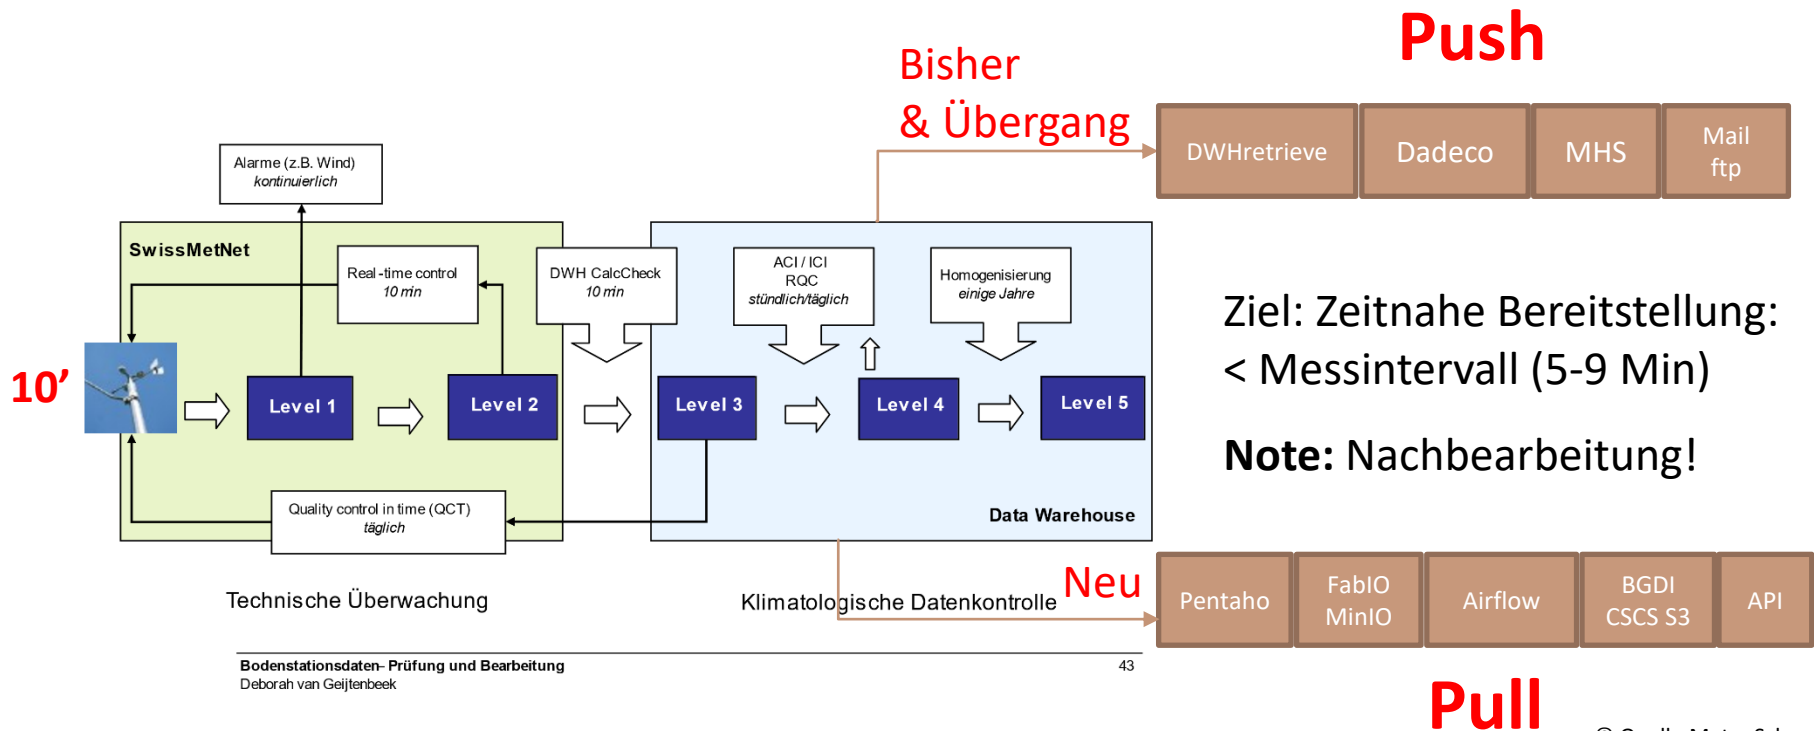 Push
Bisher
& Übergang
DWHretrieve
Dadeco
MHS
Mail
ftp
Alarme (z.B. Wind)
kontinuierlich
SwissMetNet
Real-time control
10 min
DWH CalcCheck
10 min
ACI / ICI
RQC
stündlich/täglich
Homogenisierung
einige Jahre
Ziel: Zeitnahe Bereitstellung:
< Messintervall (5-9 Min)
10’
Level 1
Level 2
Level 3
Level 4
Level 5
Note: Nachbearbeitung!
Quality control in time (QCT)
täglich
Data Warehouse
Technische Überwachung
Klimatologische Datenkontrolle
Neu
Pentaho
FabIO
MinIO
Airflow
BGDI
CSCS S3
API
Bodenstationsdaten– Prüfung und Bearbeitung
43
Deborah van Geijtenbeek
Pull